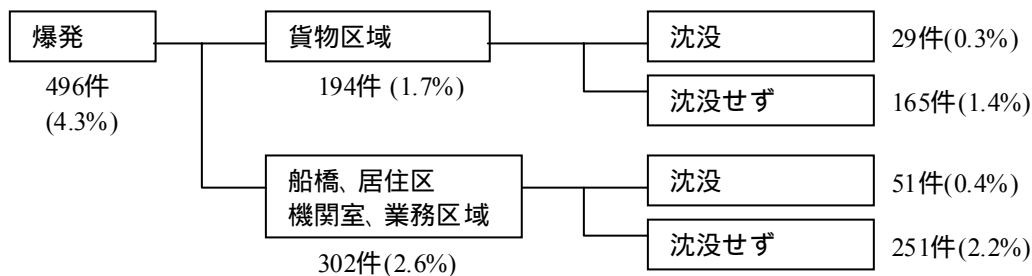 爆発
496件
(4.3%)
貨物区域
194件 (1.7%)
沈没
29件(0.3%)
沈没せず
165件(1.4%)
船橋、居住区
機関室、業務区域
302件(2.6%)
沈没
51件(0.4%)
沈没せず
251件(2.2%)